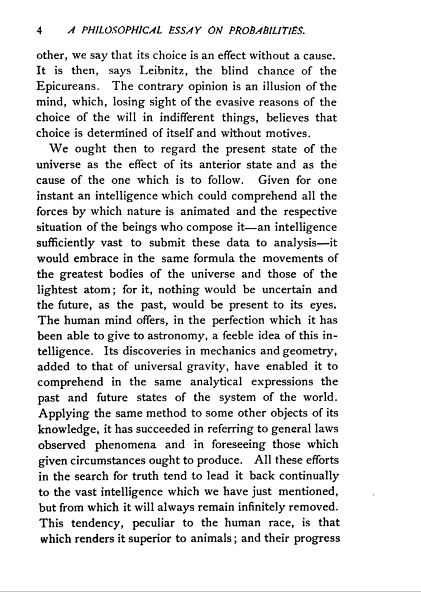 4 A PHILOSOPHICAL ESSAY ON PROBABILITIES.
other, we say that its choice is an effect without a cause.
It is then, says Leibnitz, the blind chance of the
Epicureans. The contrary opinion is an illusion of the
mind, which, losing sight of the evasive reasons of the
choice of the will in indifferent things, believes that
choice is determined of itself and without motives.
We ought then to regard the present state of the
universe as the effect of its anterior state and as the
cause of the one which is to follow. Given for one
instant an intelligence which could comprehend all the
forces by which nature is animated and the respective
situation of the beings who compose it—an intelligence
sufficiently vast to submit these data to analysis—it
would embrace in the same formula the movements of
the greatest bodies of the universe and those of the
lightest atom; for it, nothing would be uncertain and
the future, as the past, would be present to its eyes.
The human mind offers, in the perfection which it has
been able to give to astronomy, a feeble idea of this in-
telligence. Its discoveries in mechanics and geometry,
added to that of universal gravity, have enabled it to
comprehend in the same analytical expressions the
past and future states of the system of the world.
Applying the same method to some other objects of its
knowledge, it has succeeded in referring to general laws
observed phenomena and in foreseeing those which
given circumstances ought to produce. All these efforts
in the search for truth tend to lead it back continually
to the vast intelligence which we have just mentioned,
but from which it will always remain infinitely removed.
This tendency, peculiar to the human race, is that
which renders it superior to animals; and their progress